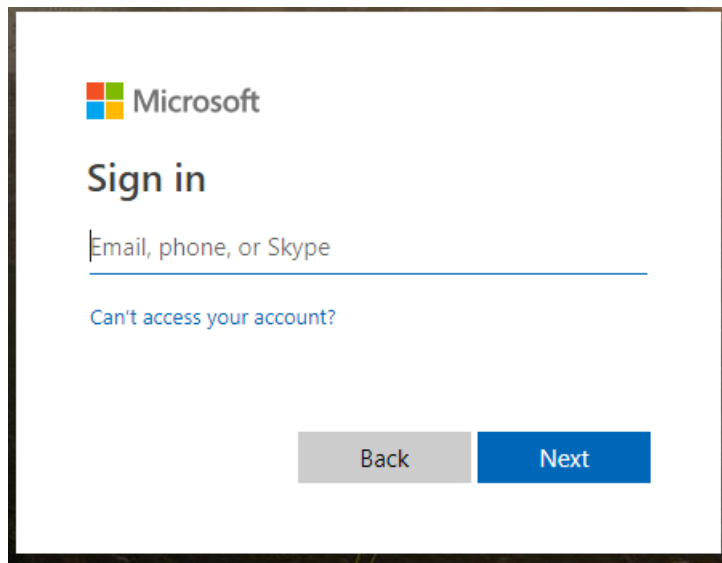 Microsoft
Sign in
Email, phone, or Skype
Can't access your account?
Back
Next